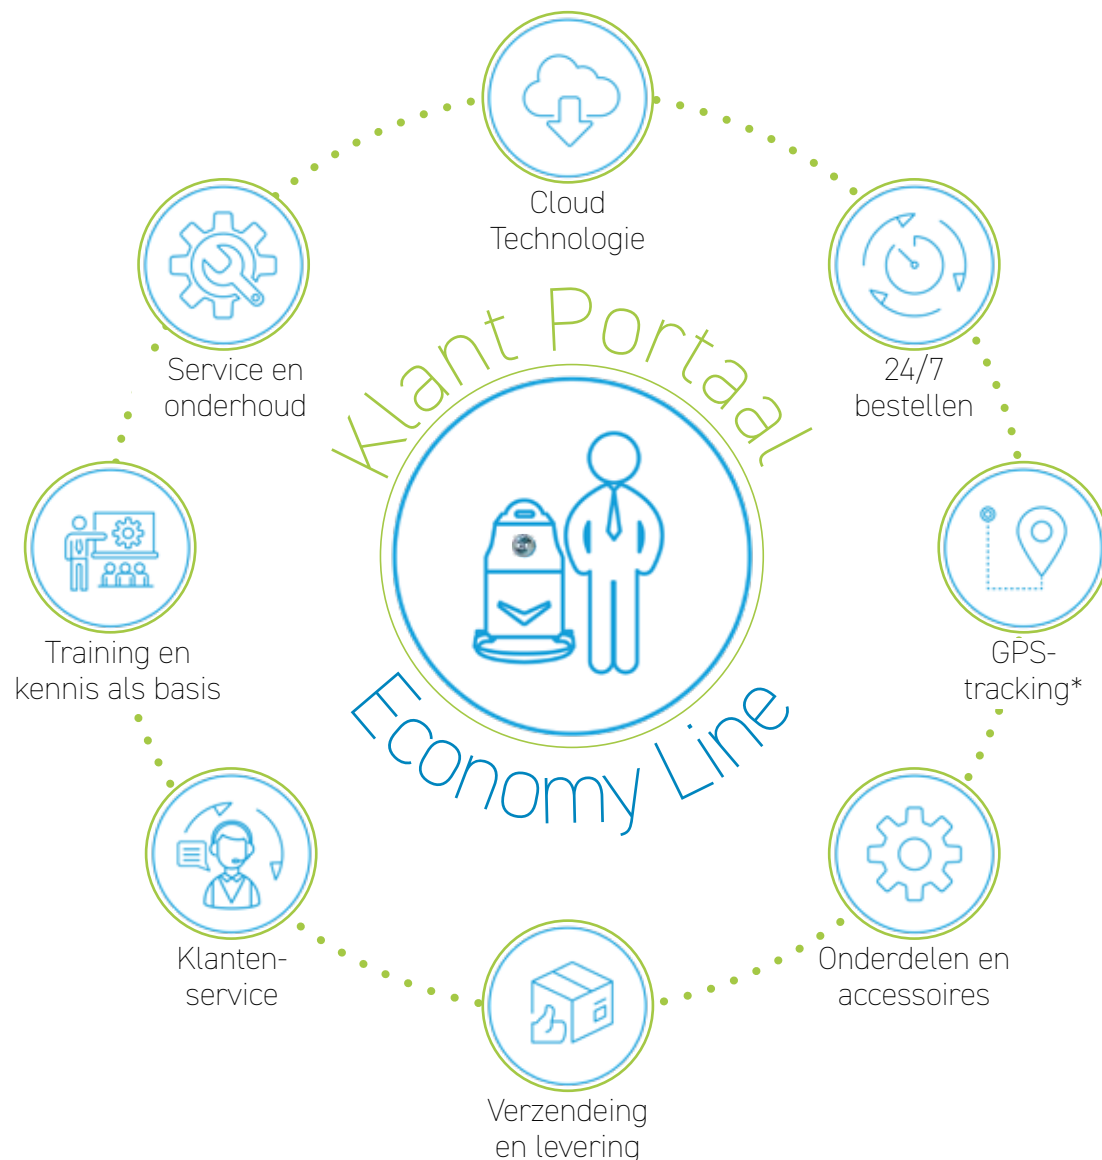 Cloud
Technologie
24/7
bestellen
GPS-
tracking*
Onderdelen en
accessoires
Verzendeing
en levering
Klanten-
service
Training en
kennis als basis
Service en
onderhoud
Klant Portaal
Economy Line